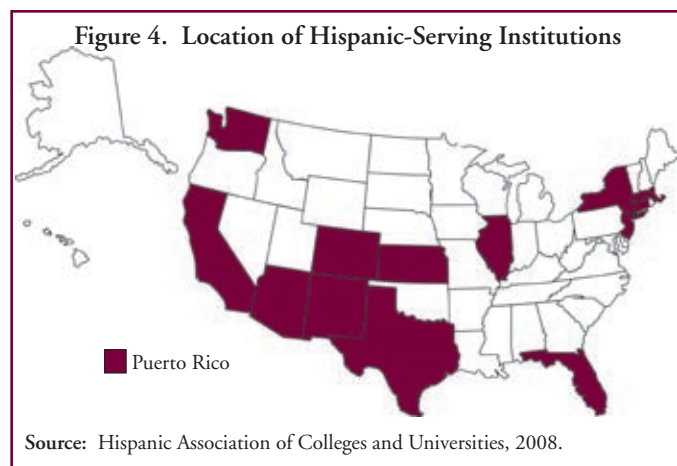 Figure 4. Location of Hispanic-Serving Institutions
Puerto Rico
Source: Hispanic Association of Colleges and Universities, 2008.